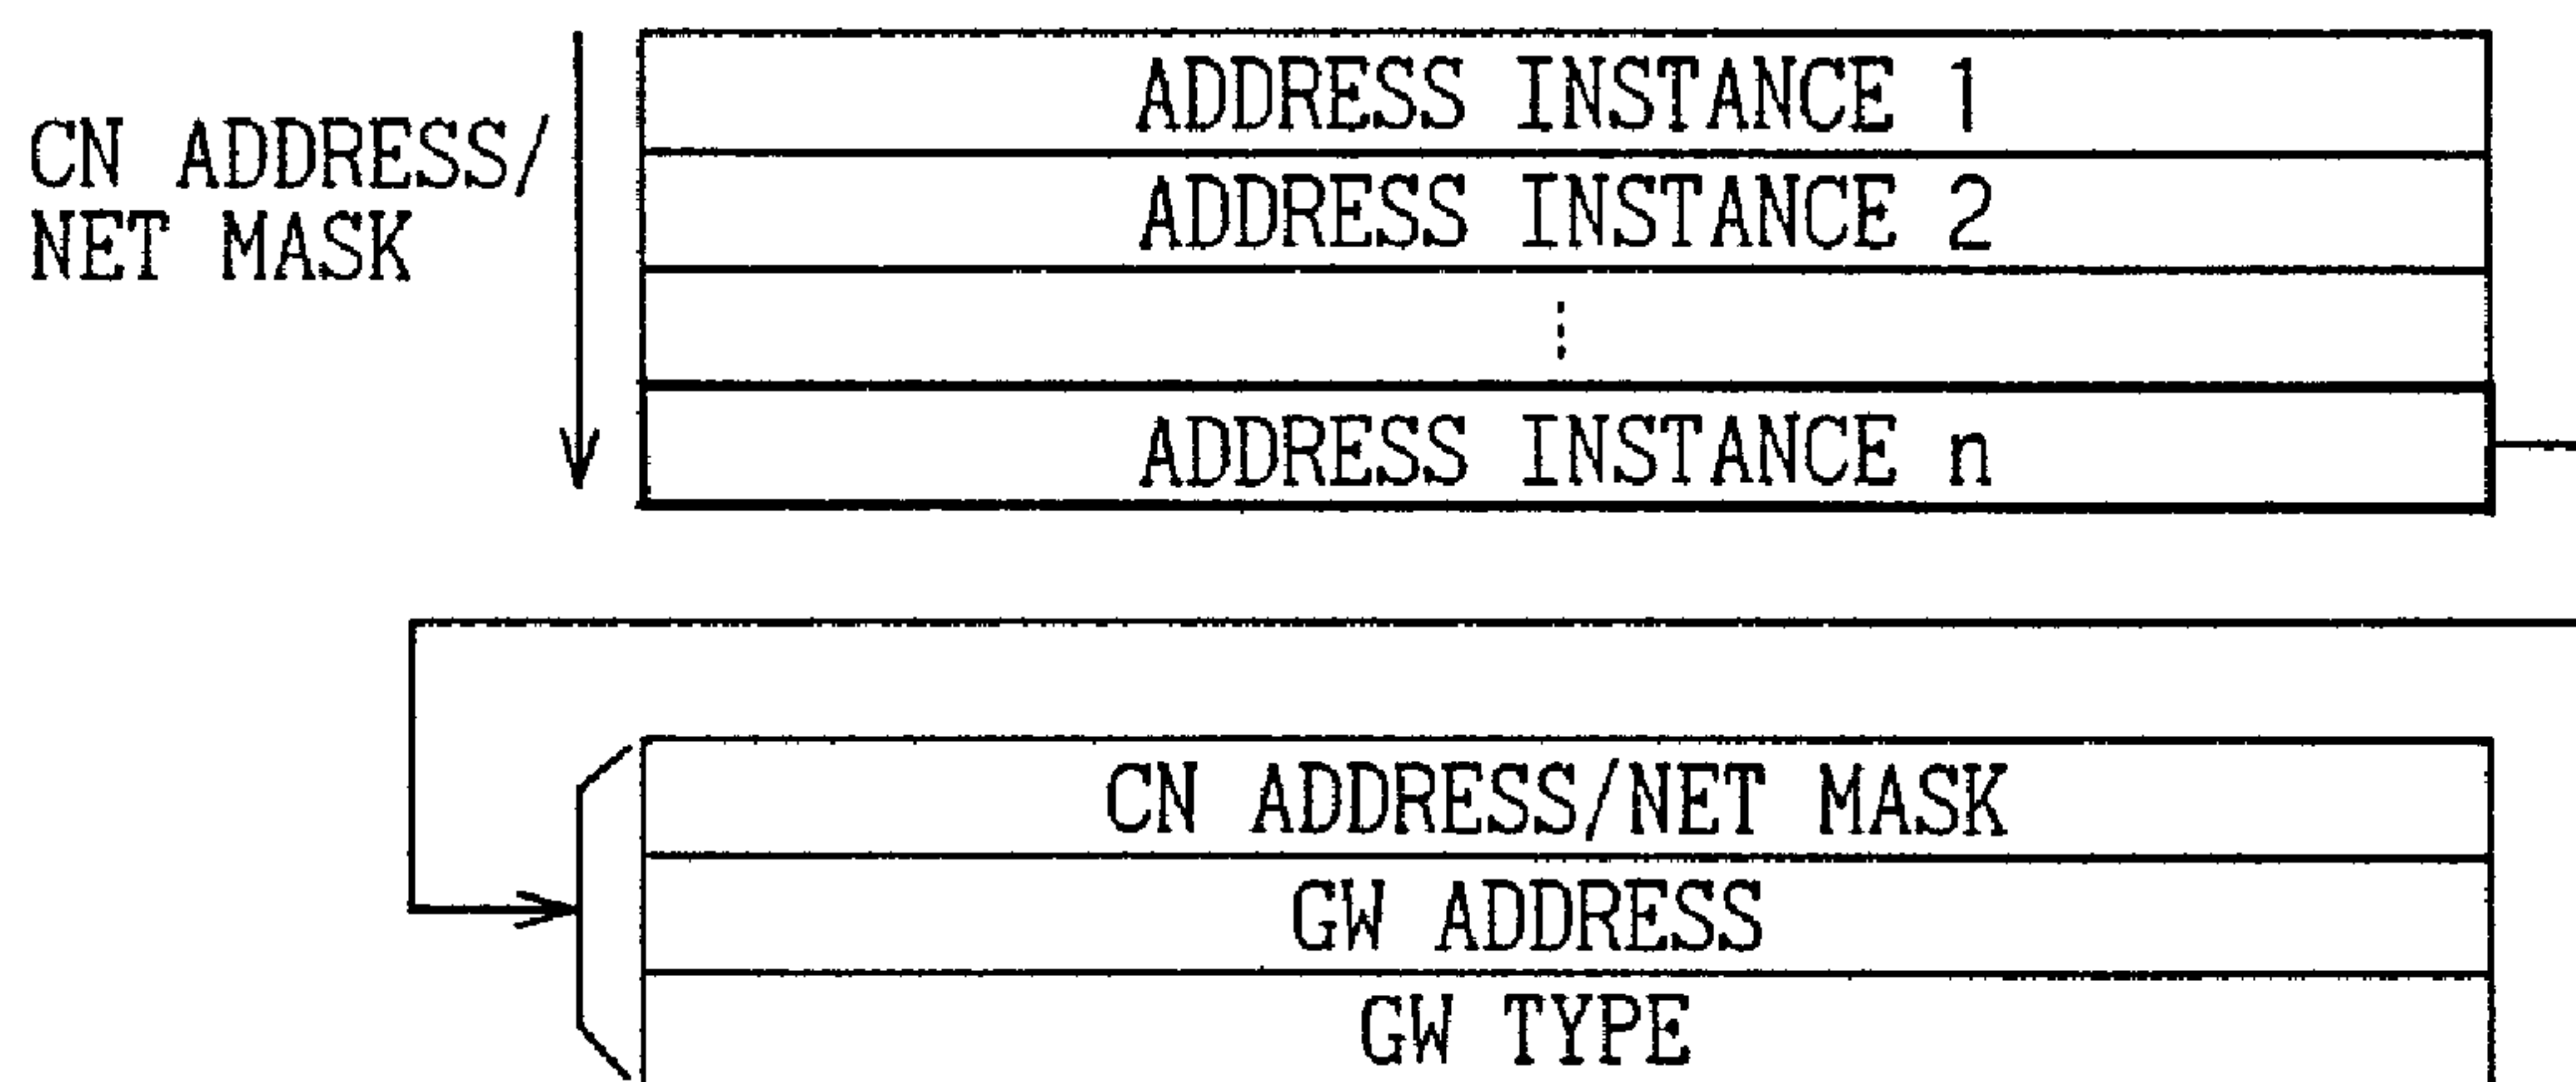 CN ADDRESS/
NET MASK
ADDRESS INSTANCE 1
ADDRESS INSTANCE 2
ADDRESS INSTANCE n
CN ADDRESS/NET MASK
GW ADDRESS
GW TYPE